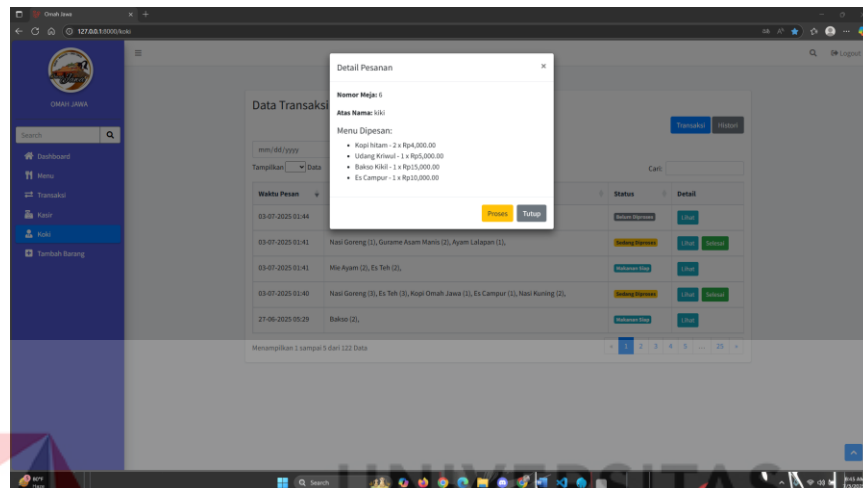 Omah Jawa
127.0.0.1:8000/koki
OMAH JAWA
Search
Dashboard
Menu
Transaksi
Kasir
Koki
Tambah Barang
Logout
Detail Pesanan
×
Nomor Meja: 6
Atas Nama: kiki
Menu Dipesan:
Kopi hitam - 2 x Rp4,000.00
Udang Kriwul - 1 x Rp5,000.00
Bakso Kikil - 1 x Rp15,000.00
Es Campur - 1 x Rp10,000.00
Proses Tutup
Data Transaksi
Transaksi Histori
mm/dd/yyyy
Tampilkan Data Cari:
Waktu Pesan Status Detail
03-07-2025 01:44 Belum Diproses Lihat
03-07-2025 01:41 Nasi Goreng (1), Gurame Asam Manis (2), Ayam Lalapan (1), Sedang Diproses Lihat Selesai
03-07-2025 01:41 Mie Ayam (2), Es Teh (2), Makanan Siap Lihat
03-07-2025 01:40 Nasi Goreng (3), Es Teh (3), Kopi Omah Jawa (1), Es Campur (1), Nasi Kuning (2), Sedang Diproses Lihat Selesai
27-06-2025 05:29 Bakso (2), Makanan Siap Lihat
Menampilkan 1 sampai 5 dari 122 Data « 1 2 3 4 5 ... 25 »
80°F
Haze
Search
UNIVERSITAS